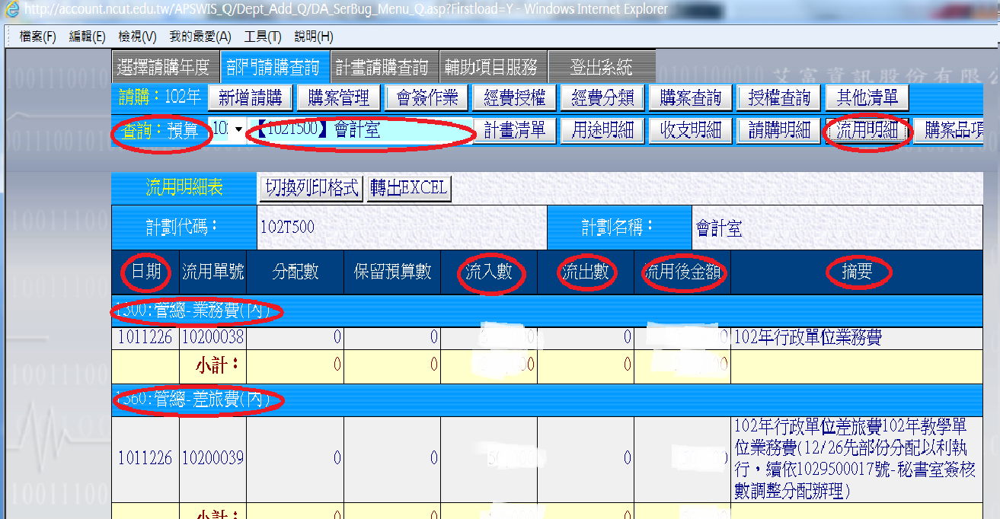 http://account.ncut.edu.tw/APSWIS_Q/Dept_Add_Q/DA_SerBug_Menu_Q.asp?Firstload=Y - Windows Internet Explorer
檔案(F) 編輯(E) 檢視(V) 我的最愛(A) 工具(T) 說明(H)
選擇請購年度 部門請購查詢 計畫請購查詢 輔助項目服務 登出系統
艾富資訊股份有限公
請購：102年 新增請購 購案管理 會簽作業 經費授權 經費分類 購案查詢 授權查詢 其他清單
查詢：預算 102 【102T500】會計室 計畫清單 用途明細 收支明細 請購明細 流用明細 購案品項
流用明細表 切換列印格式 轉出EXCEL
計劃代碼： 102T500 計劃名稱： 會計室
日期 流用單號 分配數 保留預算數 流入數 流出數 流用後金額 摘要
1300:管總-業務費(內)
1011226 10200038 0 0 0 0 102年行政單位業務費
小計： 0 0 00 0 0
1360:管總-差旅費(內)
1011226 10200039 0 0 0 0 102年行政單位差旅費102年教學單
位業務費(12/26先部份分配以利執
行，續依1029500017號-秘書室簽核
數調整分配辦理)
小計： 0 0 0